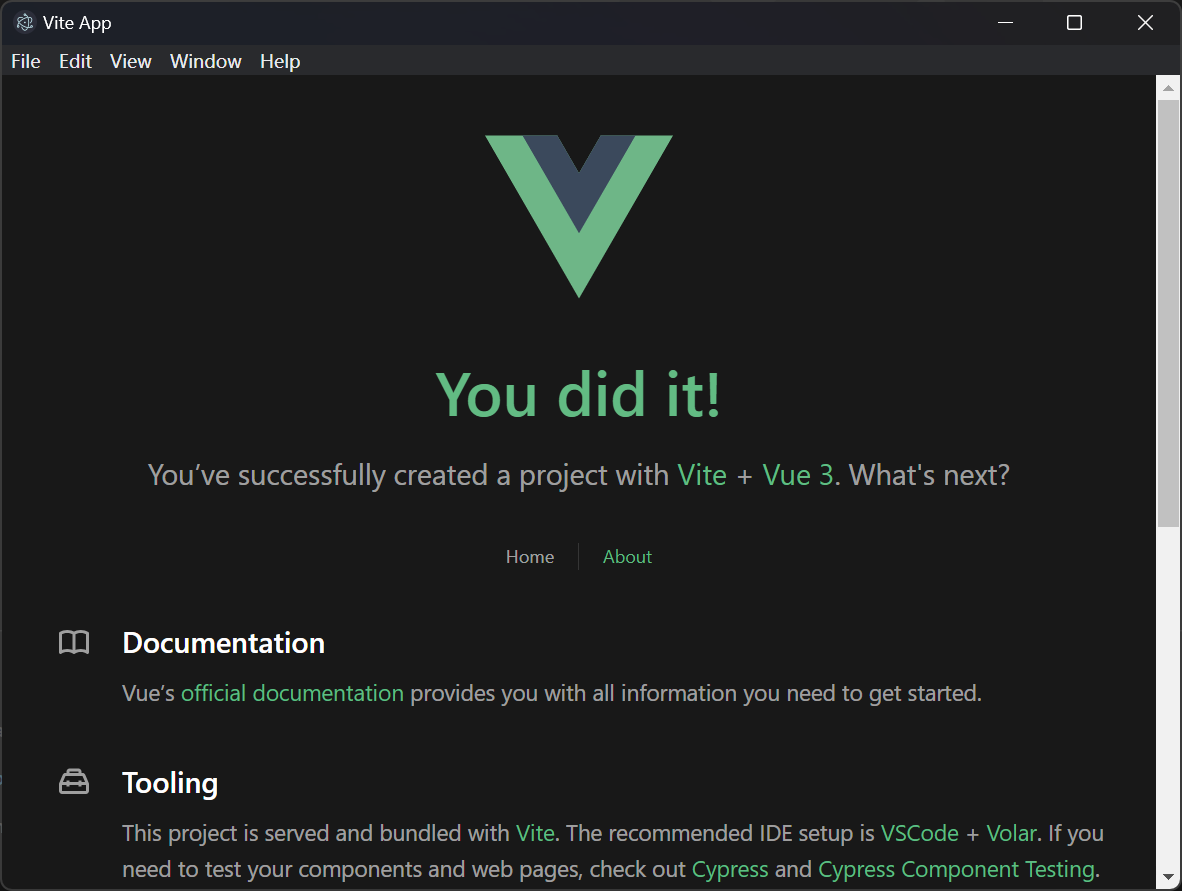 Vite App
File Edit View Window Help
You did it!
You’ve successfully created a project with Vite + Vue 3. What's next?
Home About
Documentation
Vue’s official documentation provides you with all information you need to get started.
Tooling
This project is served and bundled with Vite. The recommended IDE setup is VSCode + Volar. If you
need to test your components and web pages, check out Cypress and Cypress Component Testing.